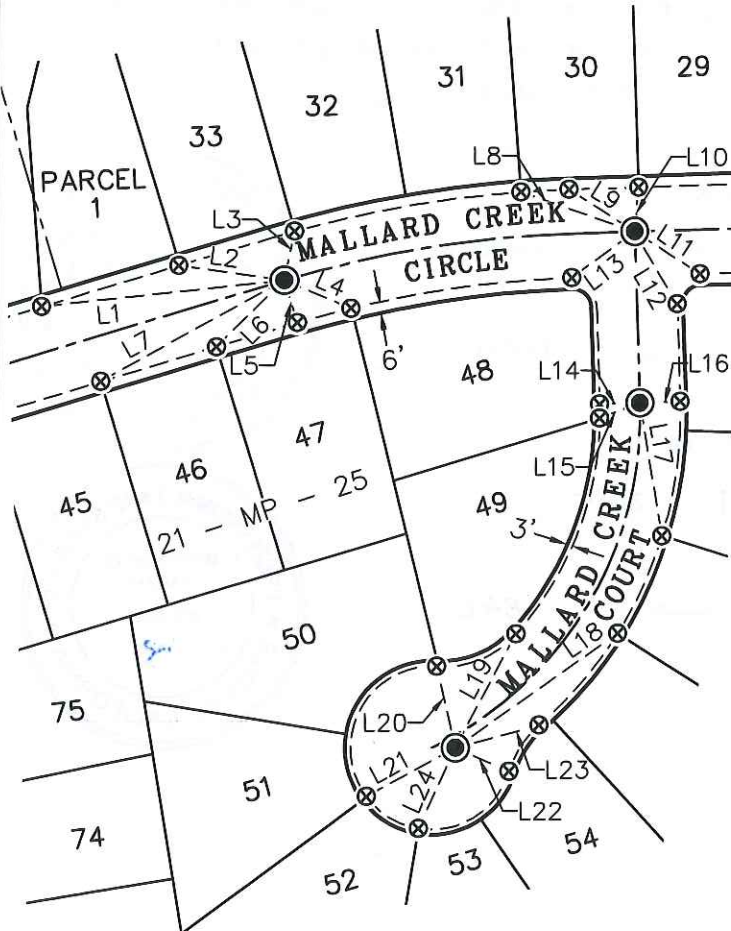 29
30
31
32
33
PARCEL
1
L8
L9
L10
L3
L2
MALLARD CREEK
CIRCLE
L11
L4
L13
L12
L1
L7
L6
L5
6'
48
L14
L16
L15
L17
47
46
45
21 - MP - 25
49
3'
MALLARD CREEK
COURT
50
L18
L19
L20
75
51
L21
L24
L23
L22
74
52
53
54